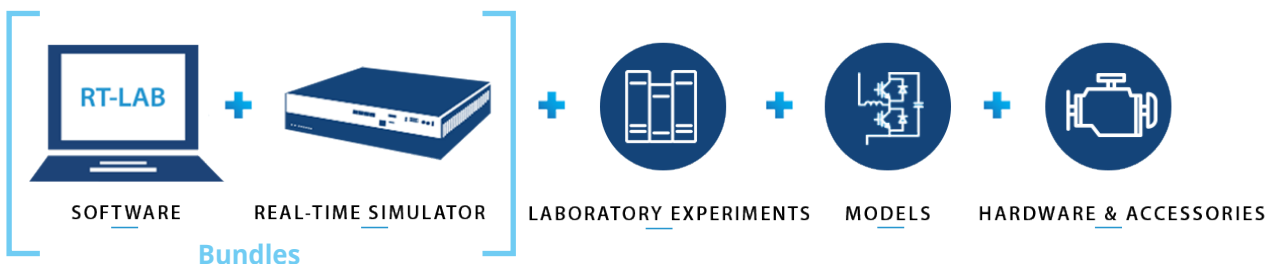 RT-LAB
SOFTWARE
REAL-TIME SIMULATOR
LABORATORY EXPERIMENTS
MODELS
HARDWARE & ACCESSORIES
Bundles